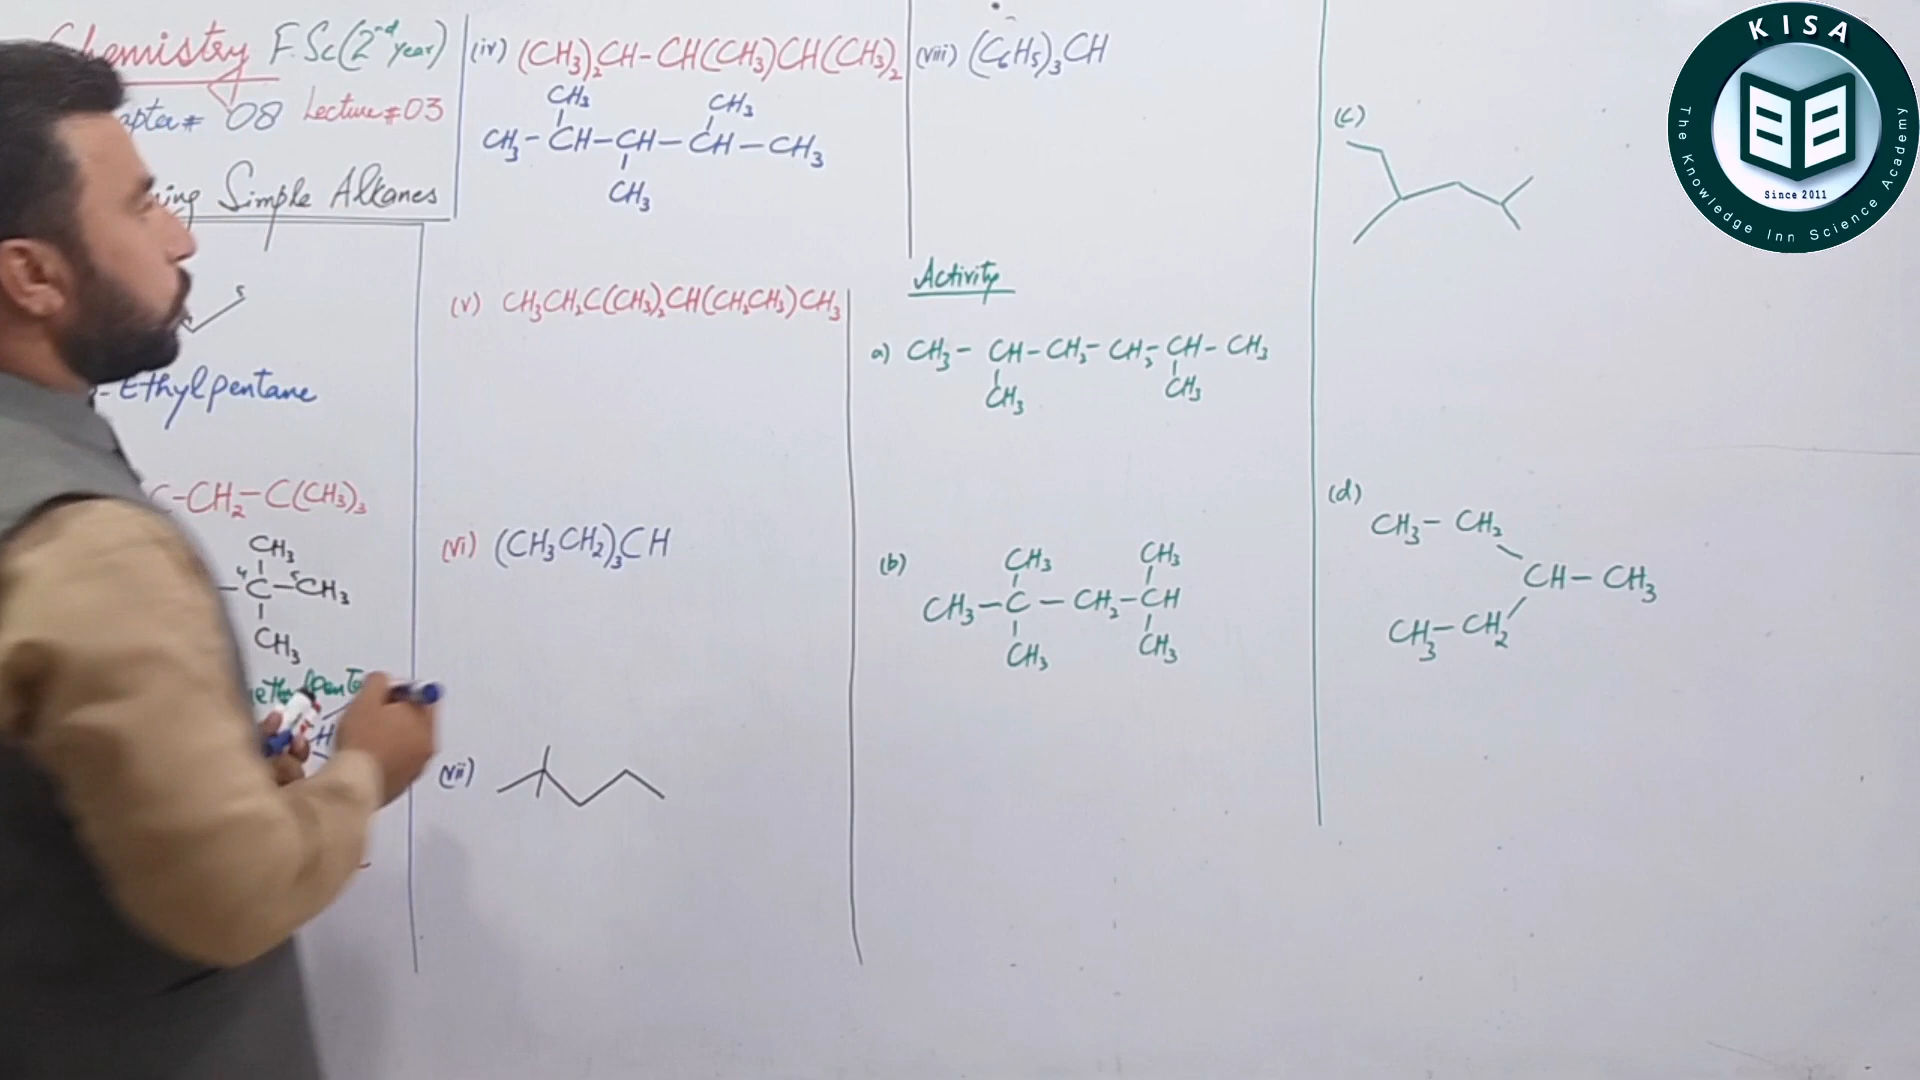 Chemistry F.Sc(2nd year)
08 Lecture # 03
Simple Alkanes
5
Ethylpentane
C-CH2-C(CH3)3
CH3
4C-5CH3
CH3
(iv) (CH3)2CH-CH(CH3)CH(CH3)2
CH3 CH3
CH3-CH-CH-CH-CH3
CH3
(v) CH3CH2C(CH3)2CH(CH2CH3)CH3
(vi) (CH3CH2)3CH
(vii)
(viii) (C6H5)3CH
Activity
a) CH3-CH-CH2-CH2-CH-CH3
CH3 CH3
(b) CH3 CH3
CH3-C-CH2-CH
CH3 CH3
(c)
(d)
CH3-CH2
CH-CH3
CH3-CH2
KISA
The Knowledge Inn Science Academy
Since 2011